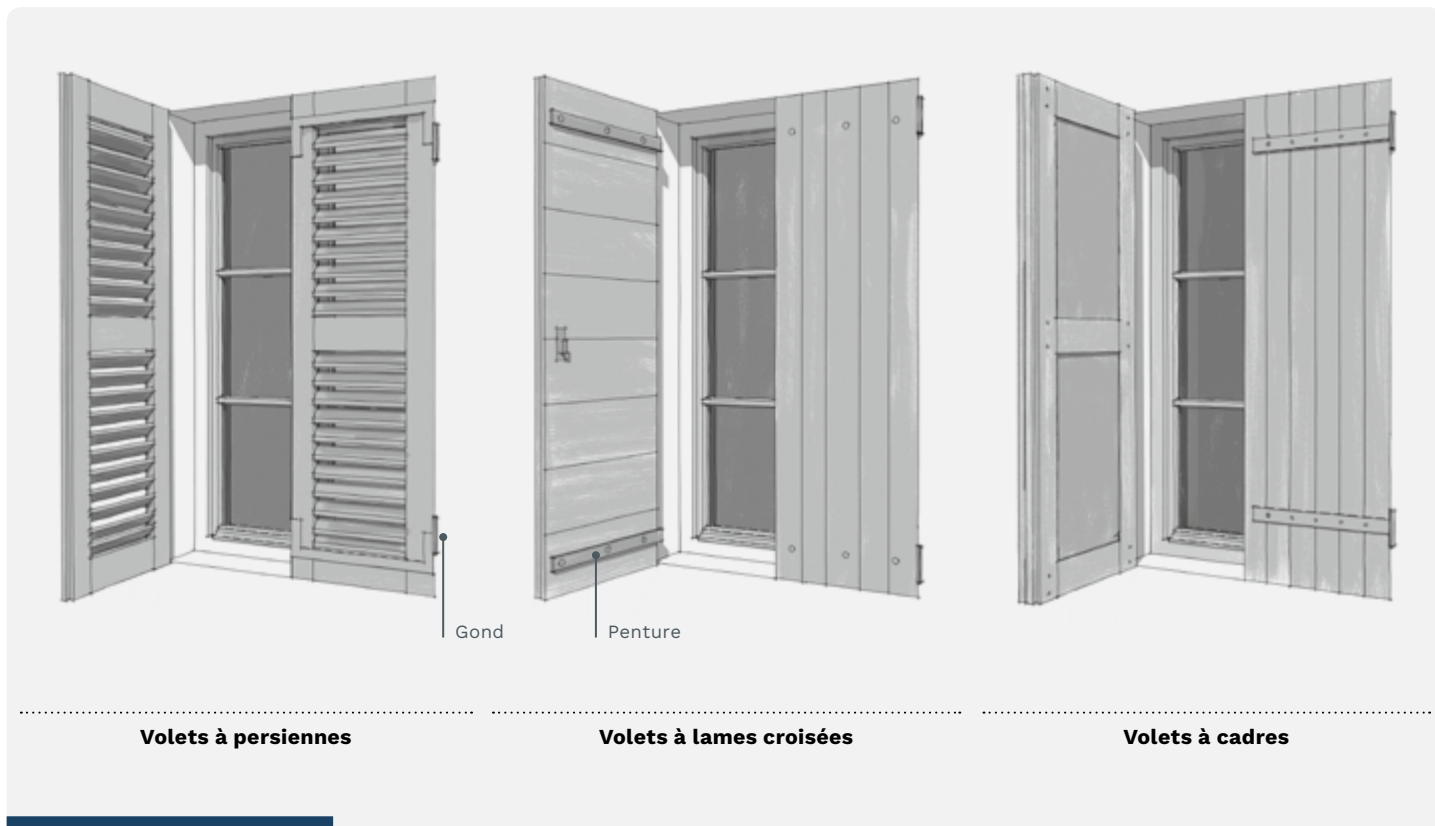 Gond
Penture
Volets à persiennes
Volets à lames croisées
Volets à cadres